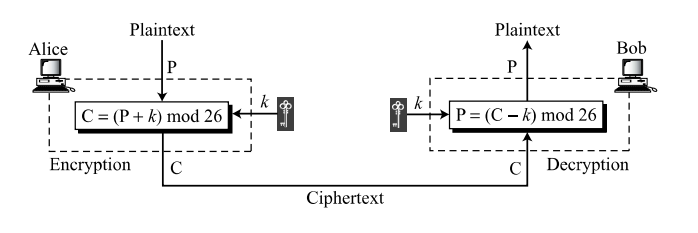 Plaintext
Plaintext
Alice
Bob
P
P
k
k
C = (P + k) mod 26
P = (C − k) mod 26
Encryption
C
C
Decryption
Ciphertext